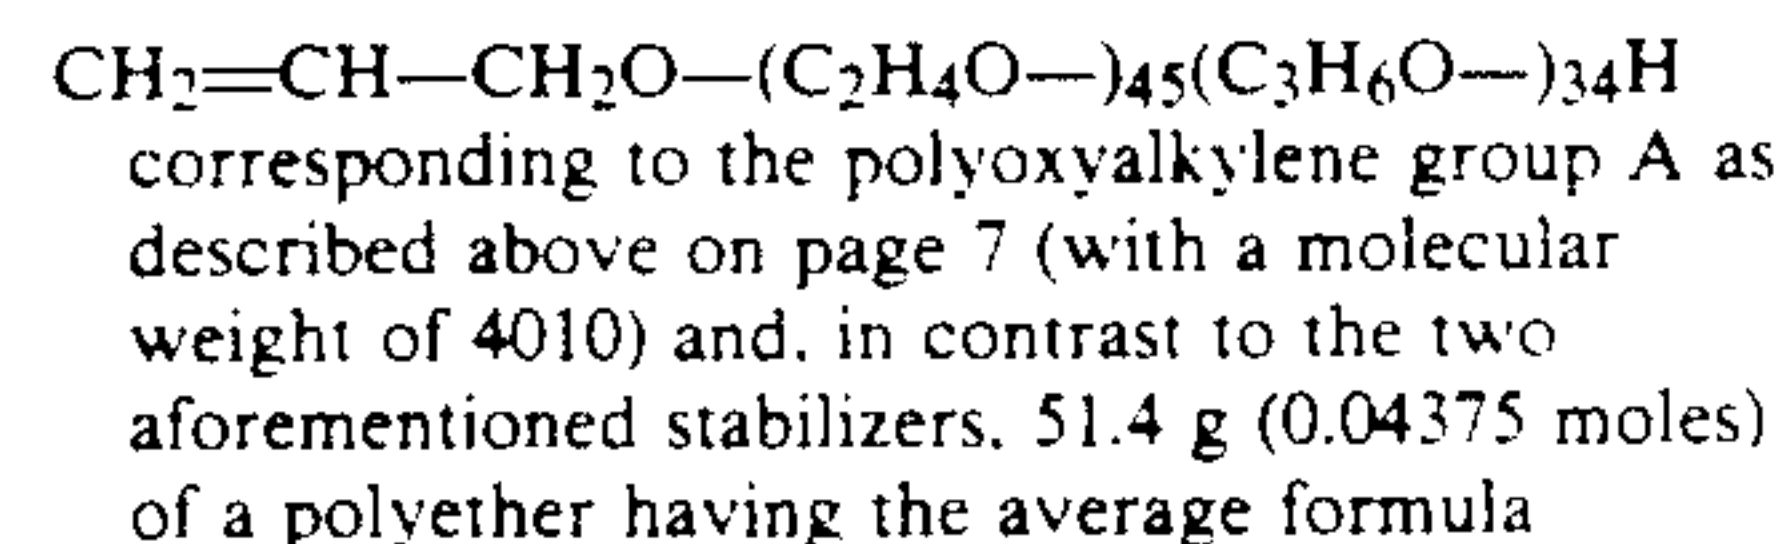 CH₂=CH—CH₂O—(C₂H₄O—)₄₅(C₃H₆O—)₃₄H
corresponding to the polyoxyalkylene group A as
described above on page 7 (with a molecular
weight of 4010) and. in contrast to the two
aforementioned stabilizers. 51.4 g (0.04375 moles)
of a polyether having the average formula